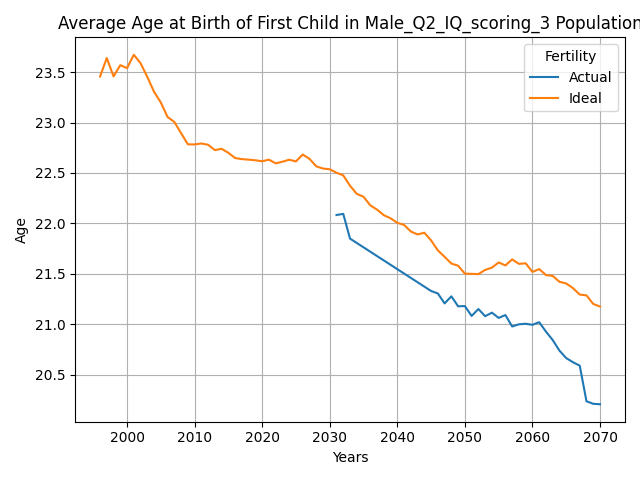 Average Age at Birth of First Child in Male_Q2_IQ_scoring_3 Population
Fertility
Actual
Ideal
23.5
23.0
22.5
22.0
21.5
21.0
20.5
Age
2000 2010 2020 2030 2040 2050 2060 2070
Years